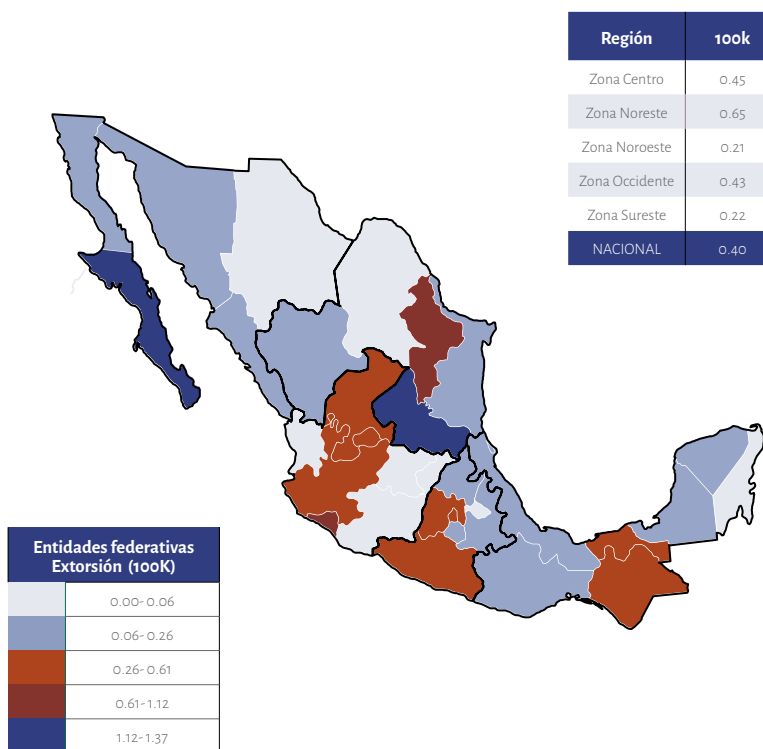 Región 100k
Zona Centro 0.45
Zona Noreste 0.65
Zona Noroeste 0.21
Zona Occidente 0.43
Zona Sureste 0.22
NACIONAL 0.40
Entidades federativas
Extorsión (100K)
0.00-0.06
0.06-0.26
0.26-0.61
0.61-1.12
1.12-1.37